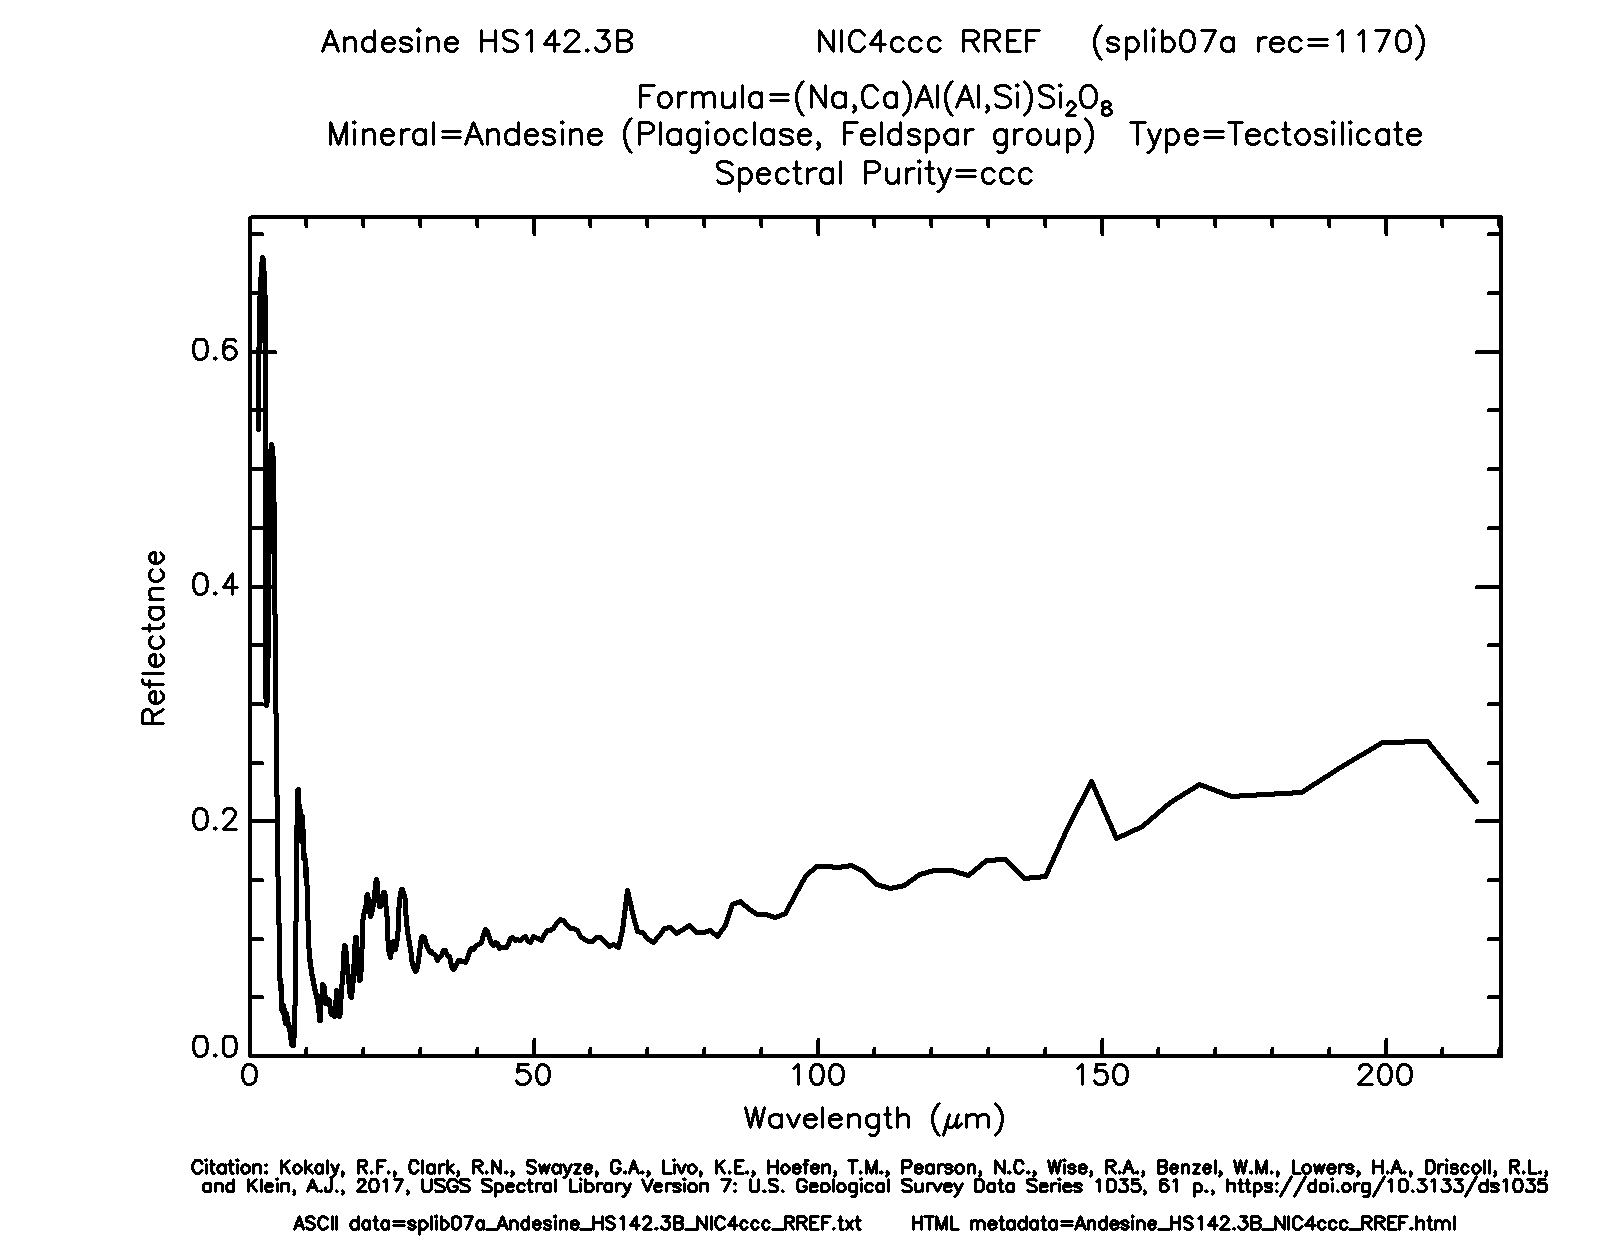 Andesine HS142.3B NIC4ccc RREF (splib07a rec=1170)
Formula=(Na,Ca)Al(Al,Si)Si₂O₈
Mineral=Andesine (Plagioclase, Feldspar group) Type=Tectosilicate
Spectral Purity=ccc
0.6
0.4
0.2
0.0
Reflectance
0 50 100 150 200
Wavelength (μm)
Citation: Kokaly, R.F., Clark, R.N., Swayze, G.A., Livo, K.E., Hoefen, T.M., Pearson, N.C., Wise, R.A., Benzel, W.M., Lowers, H.A., Driscoll, R.L.,
and Klein, A.J., 2017, USGS Spectral Library Version 7: U.S. Geological Survey Data Series 1035, 61 p., https://doi.org/10.3133/ds1035
ASCII data=splib07a_Andesine_HS142.3B_NIC4ccc_RREF.txt HTML metadata=Andesine_HS142.3B_NIC4ccc_RREF.html